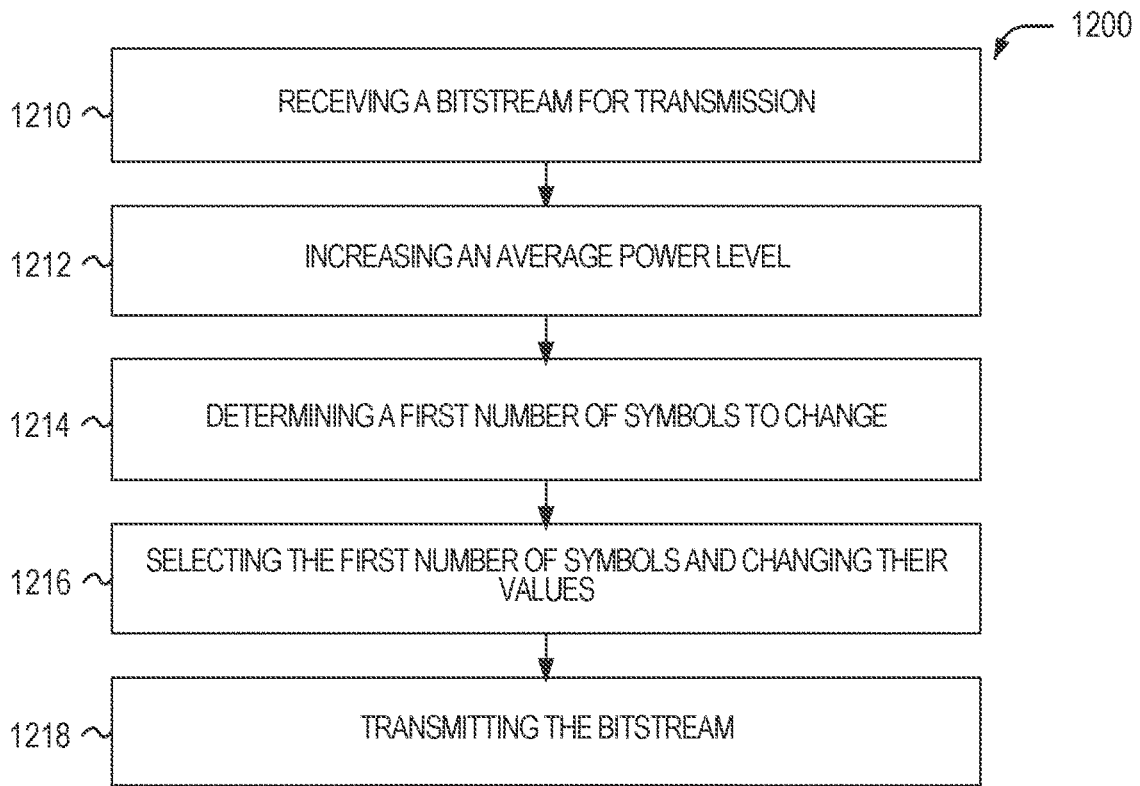 1200
1210
RECEIVING A BITSTREAM FOR TRANSMISSION
1212
INCREASING AN AVERAGE POWER LEVEL
1214
DETERMINING A FIRST NUMBER OF SYMBOLS TO CHANGE
1216
SELECTING THE FIRST NUMBER OF SYMBOLS AND CHANGING THEIR
VALUES
1218
TRANSMITTING THE BITSTREAM